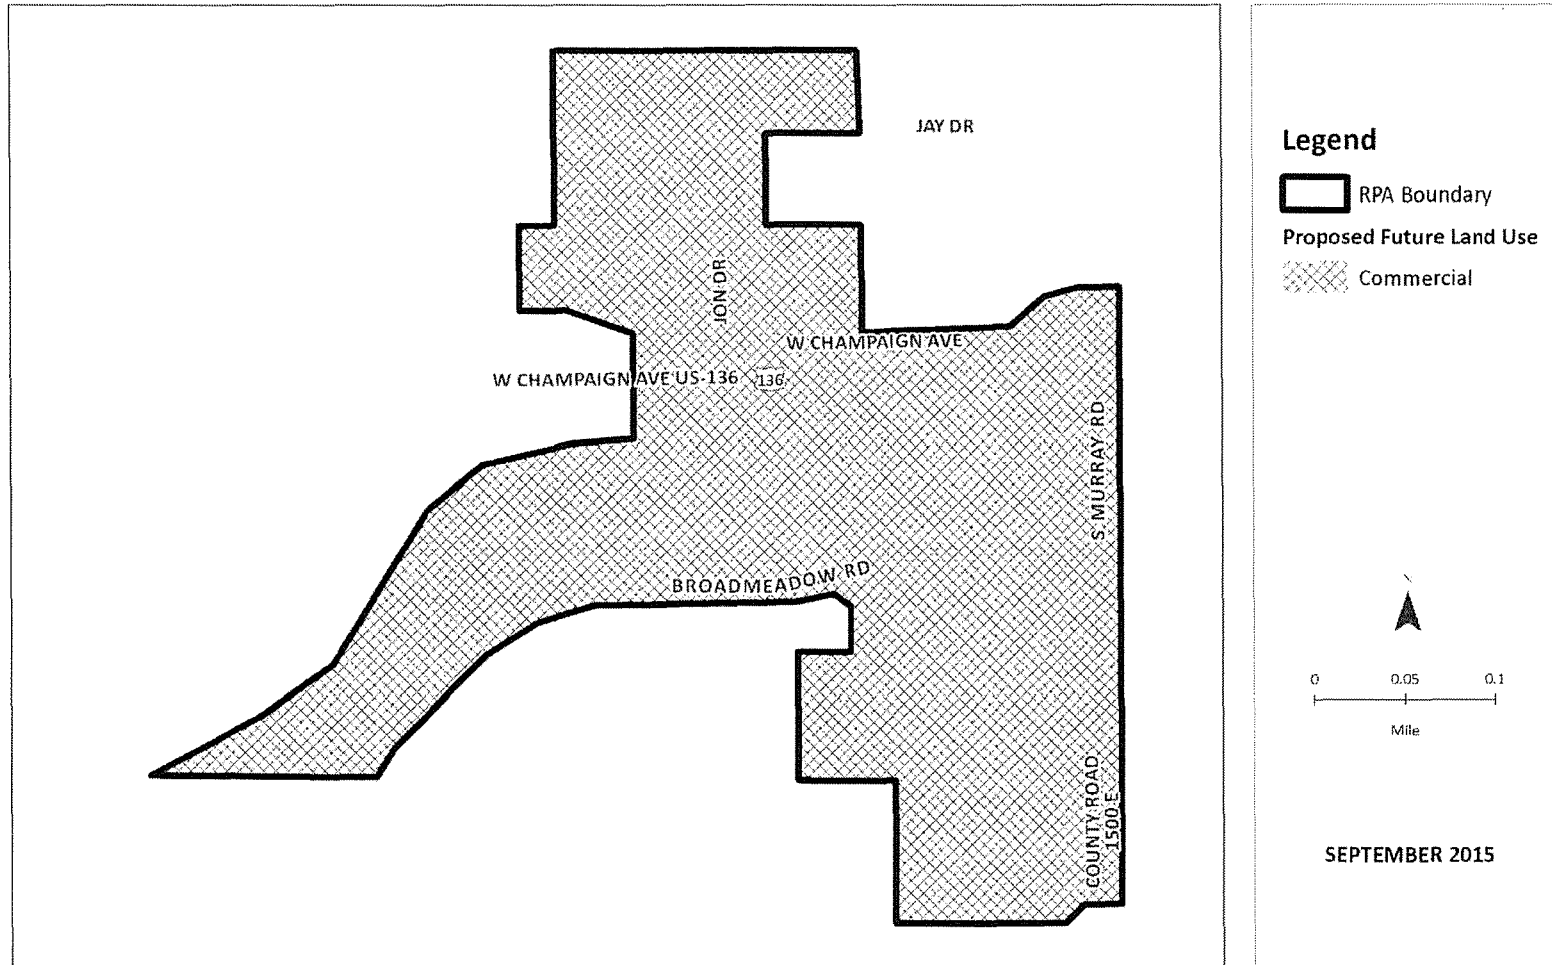 JAY DR
JON DR
W CHAMPAIGN AVE
W CHAMPAIGN AVE US-136
136
S. MURRAY RD
BROADMEADOW RD
COUNTY ROAD
1500 E
Legend
RPA Boundary
Proposed Future Land Use
Commercial
N
0 0.05 0.1
Mile
SEPTEMBER 2015